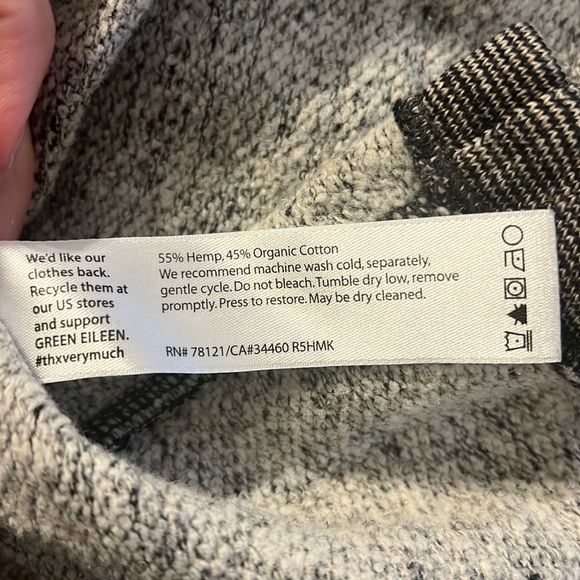 We'd like our
clothes back.
Recycle them at
our US stores
and support
GREEN EILEEN.
#thxverymuch
55% Hemp, 45% Organic Cotton
We recommend machine wash cold, separately,
gentle cycle. Do not bleach. Tumble dry low, remove
promptly. Press to restore. May be dry cleaned.
RN# 78121/CA#34460 R5HMK